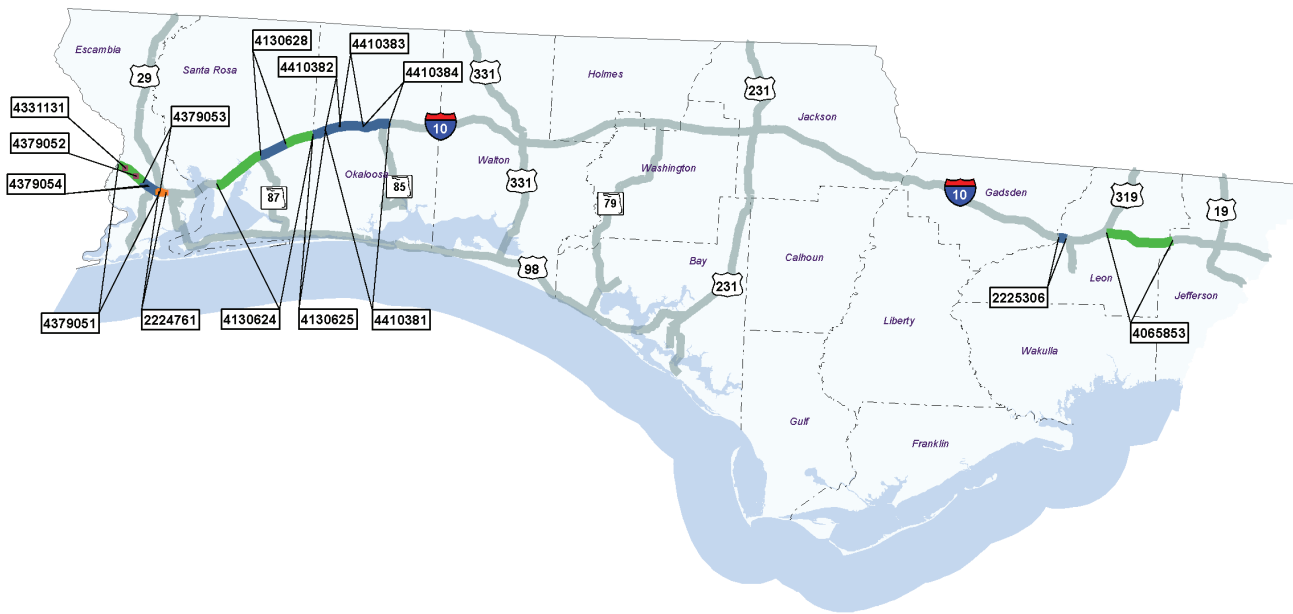 Escambia
29
Santa Rosa
4130628
4410382
4410383
4410384
331
Holmes
231
Jackson
4331131
4379053
4379052
4379054
10
Walton
Okaloosa
85
87
331
Washington
79
10
Gadsden
319
19
98
Bay
231
Calhoun
Leon
Jefferson
2225306
4065853
4379051
2224761
4130624
4130625
4410381
Liberty
Wakulla
Gulf
Franklin